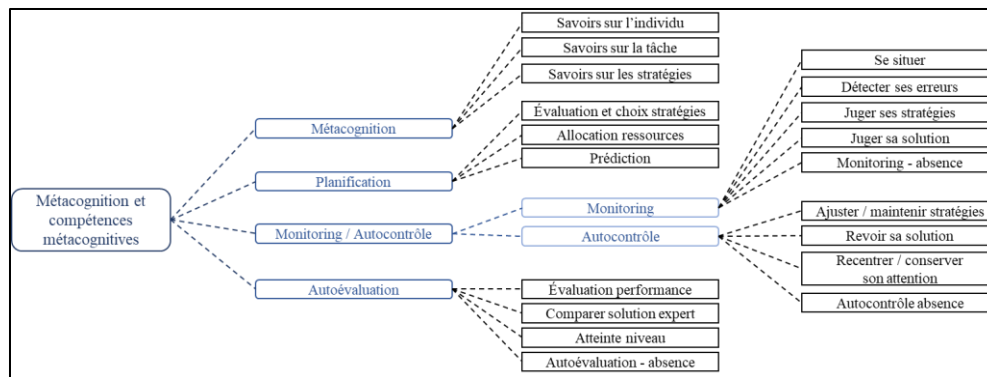 Métacognition et
compétences
métacognitives
Métacognition
Planification
Monitoring / Autocontrôle
Autoévaluation
Savoirs sur l'individu
Savoirs sur la tâche
Savoirs sur les stratégies
Évaluation et choix stratégies
Allocation ressources
Prédiction
Monitoring
Autocontrôle
Évaluation performance
Comparer solution expert
Atteinte niveau
Autoévaluation - absence
Se situer
Détecter ses erreurs
Juger ses stratégies
Juger sa solution
Monitoring - absence
Ajuster / maintenir stratégies
Revoir sa solution
Recentrer / conserver
son attention
Autocontrôle absence